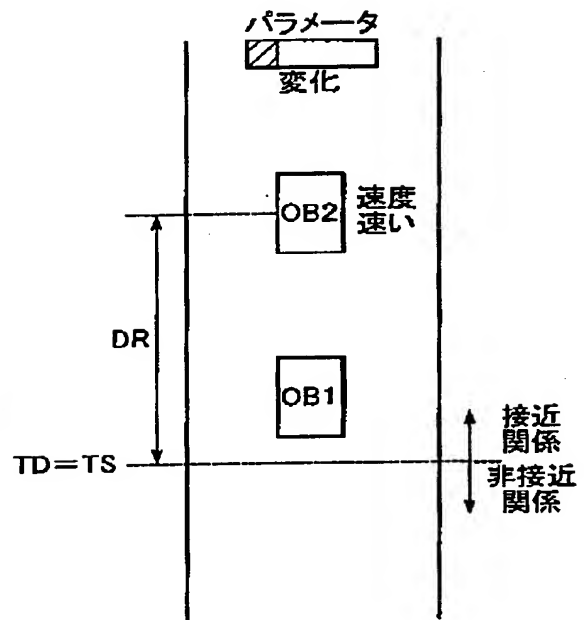 パラメータ
変化
OB2
速度
速い
DR
OB1
接近
関係
TD=TS
非接近
関係